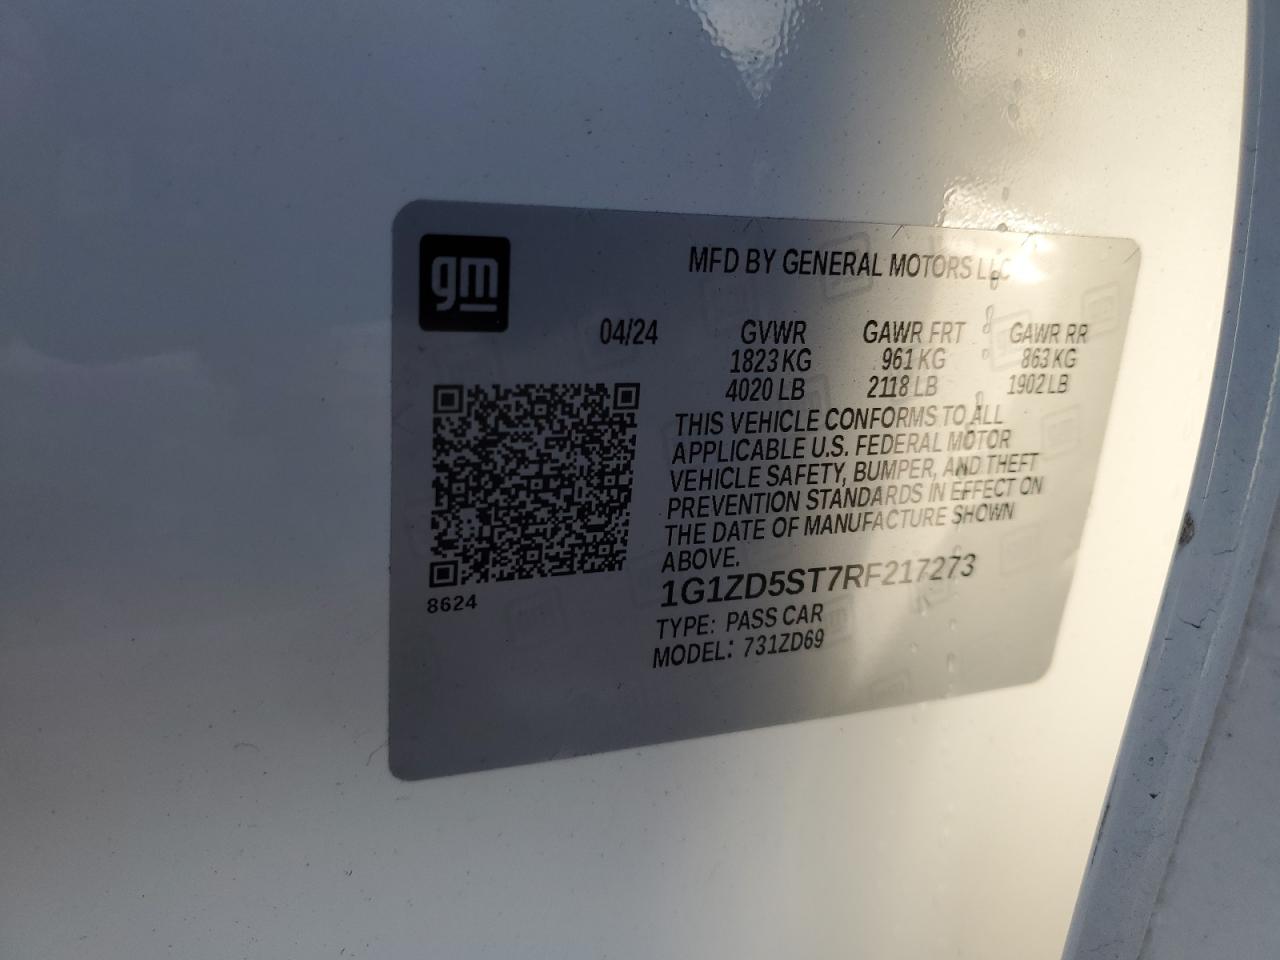 gm
MFD BY GENERAL MOTORS LLC
04/24 GVWR GAWR FRT GAWR RR
1823 KG 961 KG 863 KG
4020 LB 2118 LB 1902 LB
THIS VEHICLE CONFORMS TO ALL
APPLICABLE U.S. FEDERAL MOTOR
VEHICLE SAFETY, BUMPER, AND THEFT
PREVENTION STANDARDS IN EFFECT ON
THE DATE OF MANUFACTURE SHOWN
ABOVE.
1G1ZD5ST7RF217273
8624
TYPE: PASS CAR
MODEL: 731ZD69